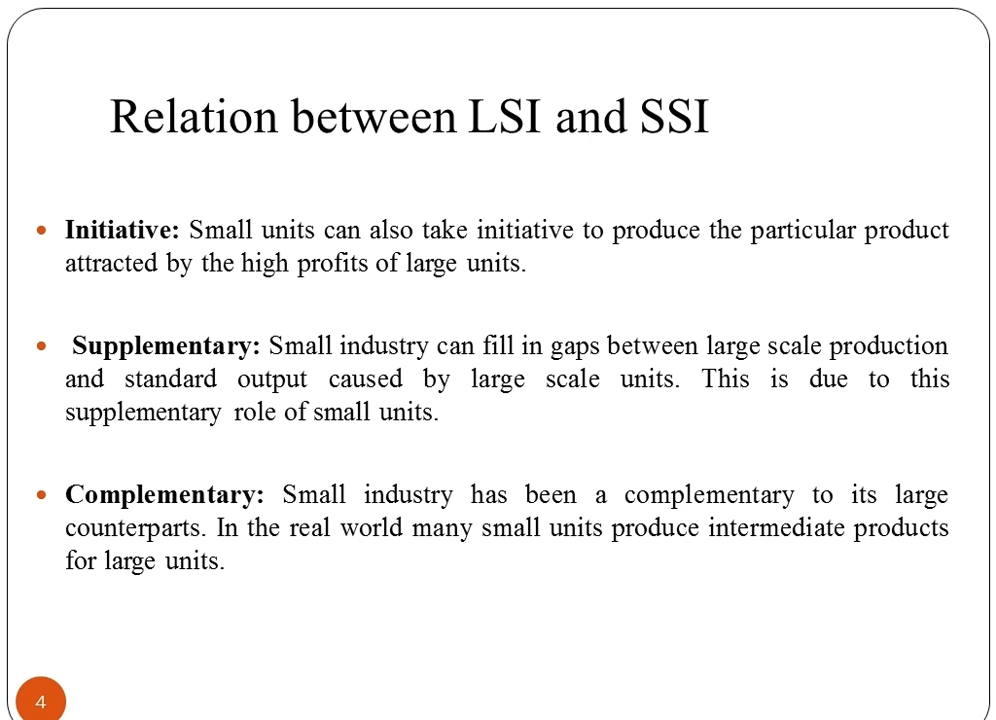 Relation between LSI and SSI
• Initiative: Small units can also take initiative to produce the particular product
attracted by the high profits of large units.
• Supplementary: Small industry can fill in gaps between large scale production
and standard output caused by large scale units. This is due to this
supplementary role of small units.
• Complementary: Small industry has been a complementary to its large
counterparts. In the real world many small units produce intermediate products
for large units.
4